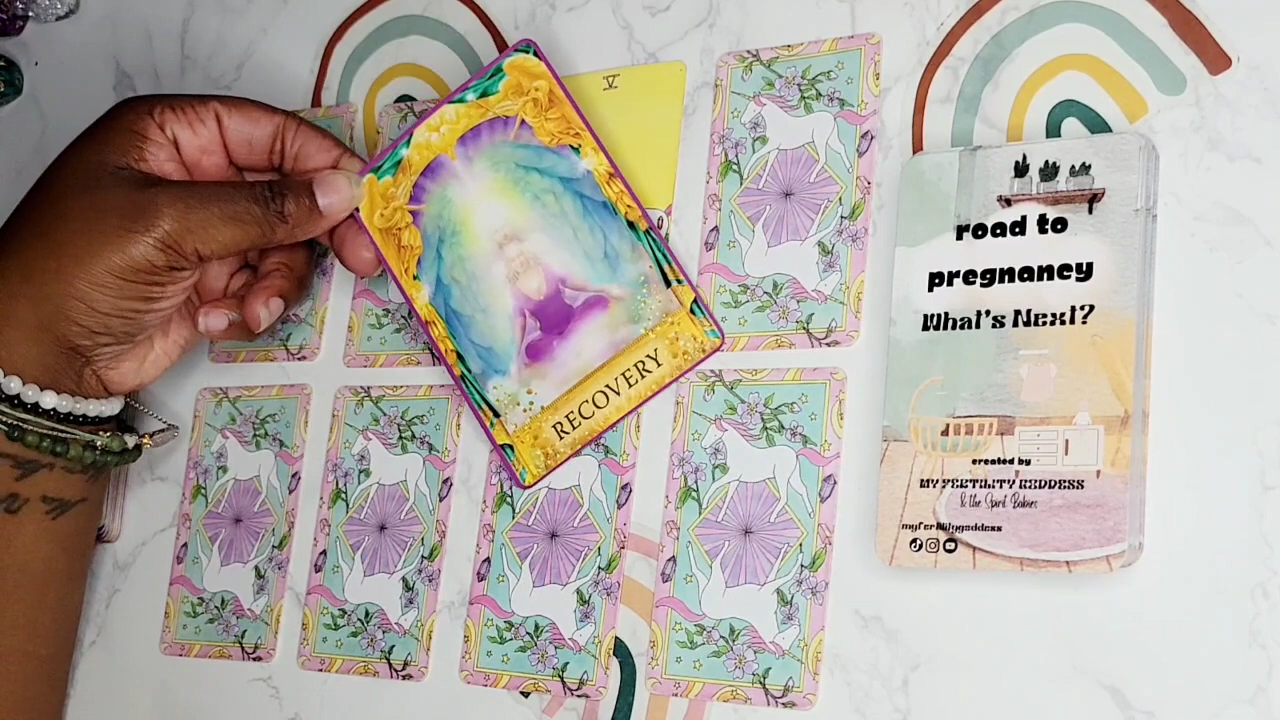 V
RECOVERY
road to
pregnancy
What's Next?
created by
MY FERTILITY GODDESS
& the Spirit Babies
myfertilitygoddess